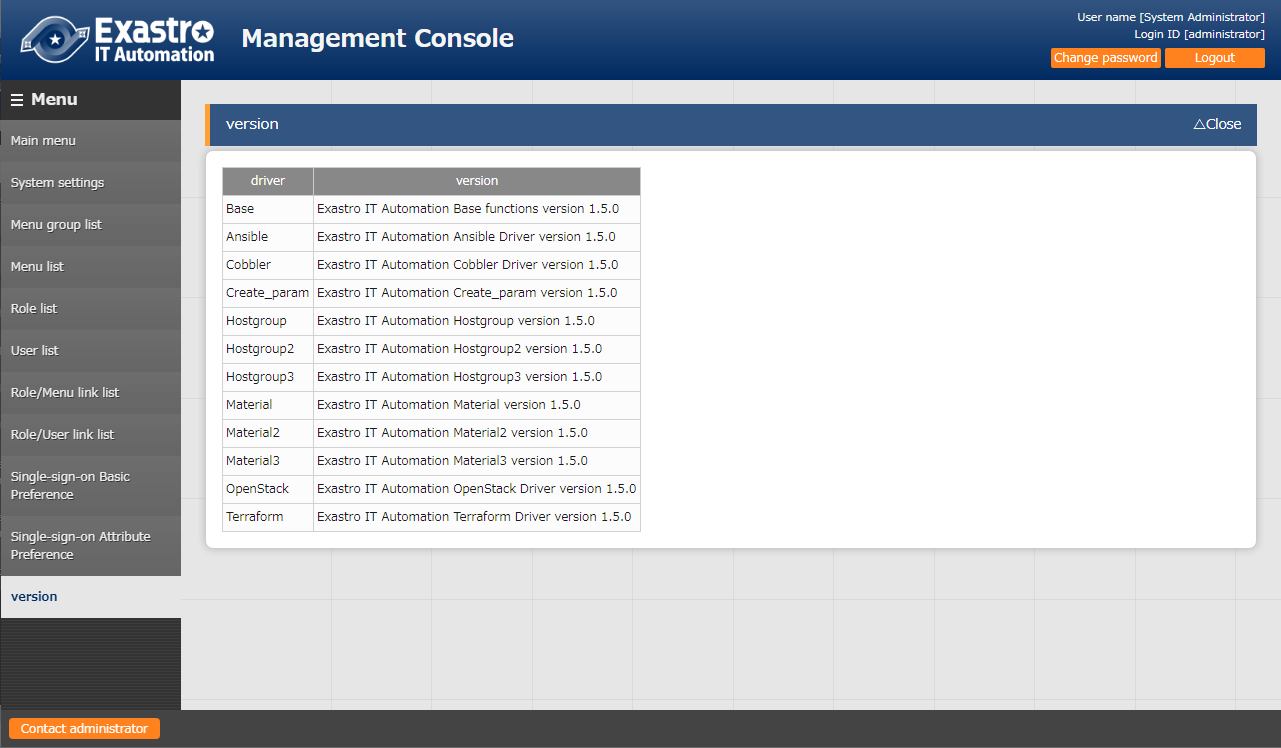 Exastro
IT Automation
Management Console
User name [System Administrator]
Login ID [administrator]
Change password
Logout
☰ Menu
Main menu
System settings
Menu group list
Menu list
Role list
User list
Role/Menu link list
Role/User link list
Single-sign-on Basic
Preference
Single-sign-on Attribute
Preference
version
version
△Close
driver version
Base Exastro IT Automation Base functions version 1.5.0
Ansible Exastro IT Automation Ansible Driver version 1.5.0
Cobbler Exastro IT Automation Cobbler Driver version 1.5.0
Create_param Exastro IT Automation Create_param version 1.5.0
Hostgroup Exastro IT Automation Hostgroup version 1.5.0
Hostgroup2 Exastro IT Automation Hostgroup2 version 1.5.0
Hostgroup3 Exastro IT Automation Hostgroup3 version 1.5.0
Material Exastro IT Automation Material version 1.5.0
Material2 Exastro IT Automation Material2 version 1.5.0
Material3 Exastro IT Automation Material3 version 1.5.0
OpenStack Exastro IT Automation OpenStack Driver version 1.5.0
Terraform Exastro IT Automation Terraform Driver version 1.5.0
Contact administrator